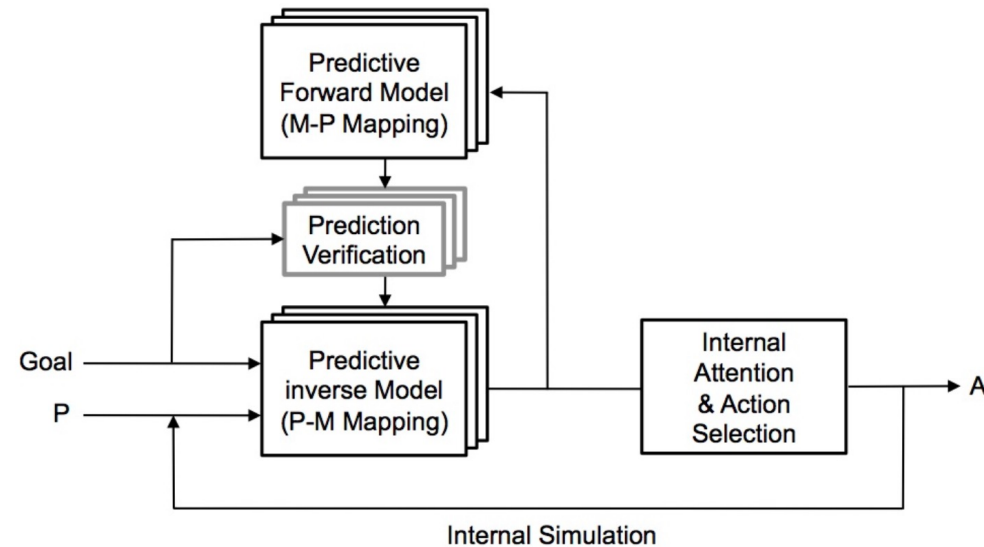 Predictive
Forward Model
(M-P Mapping)
Prediction
Verification
Goal
P
Predictive
inverse Model
(P-M Mapping)
Internal
Attention
& Action
Selection
A
Internal Simulation